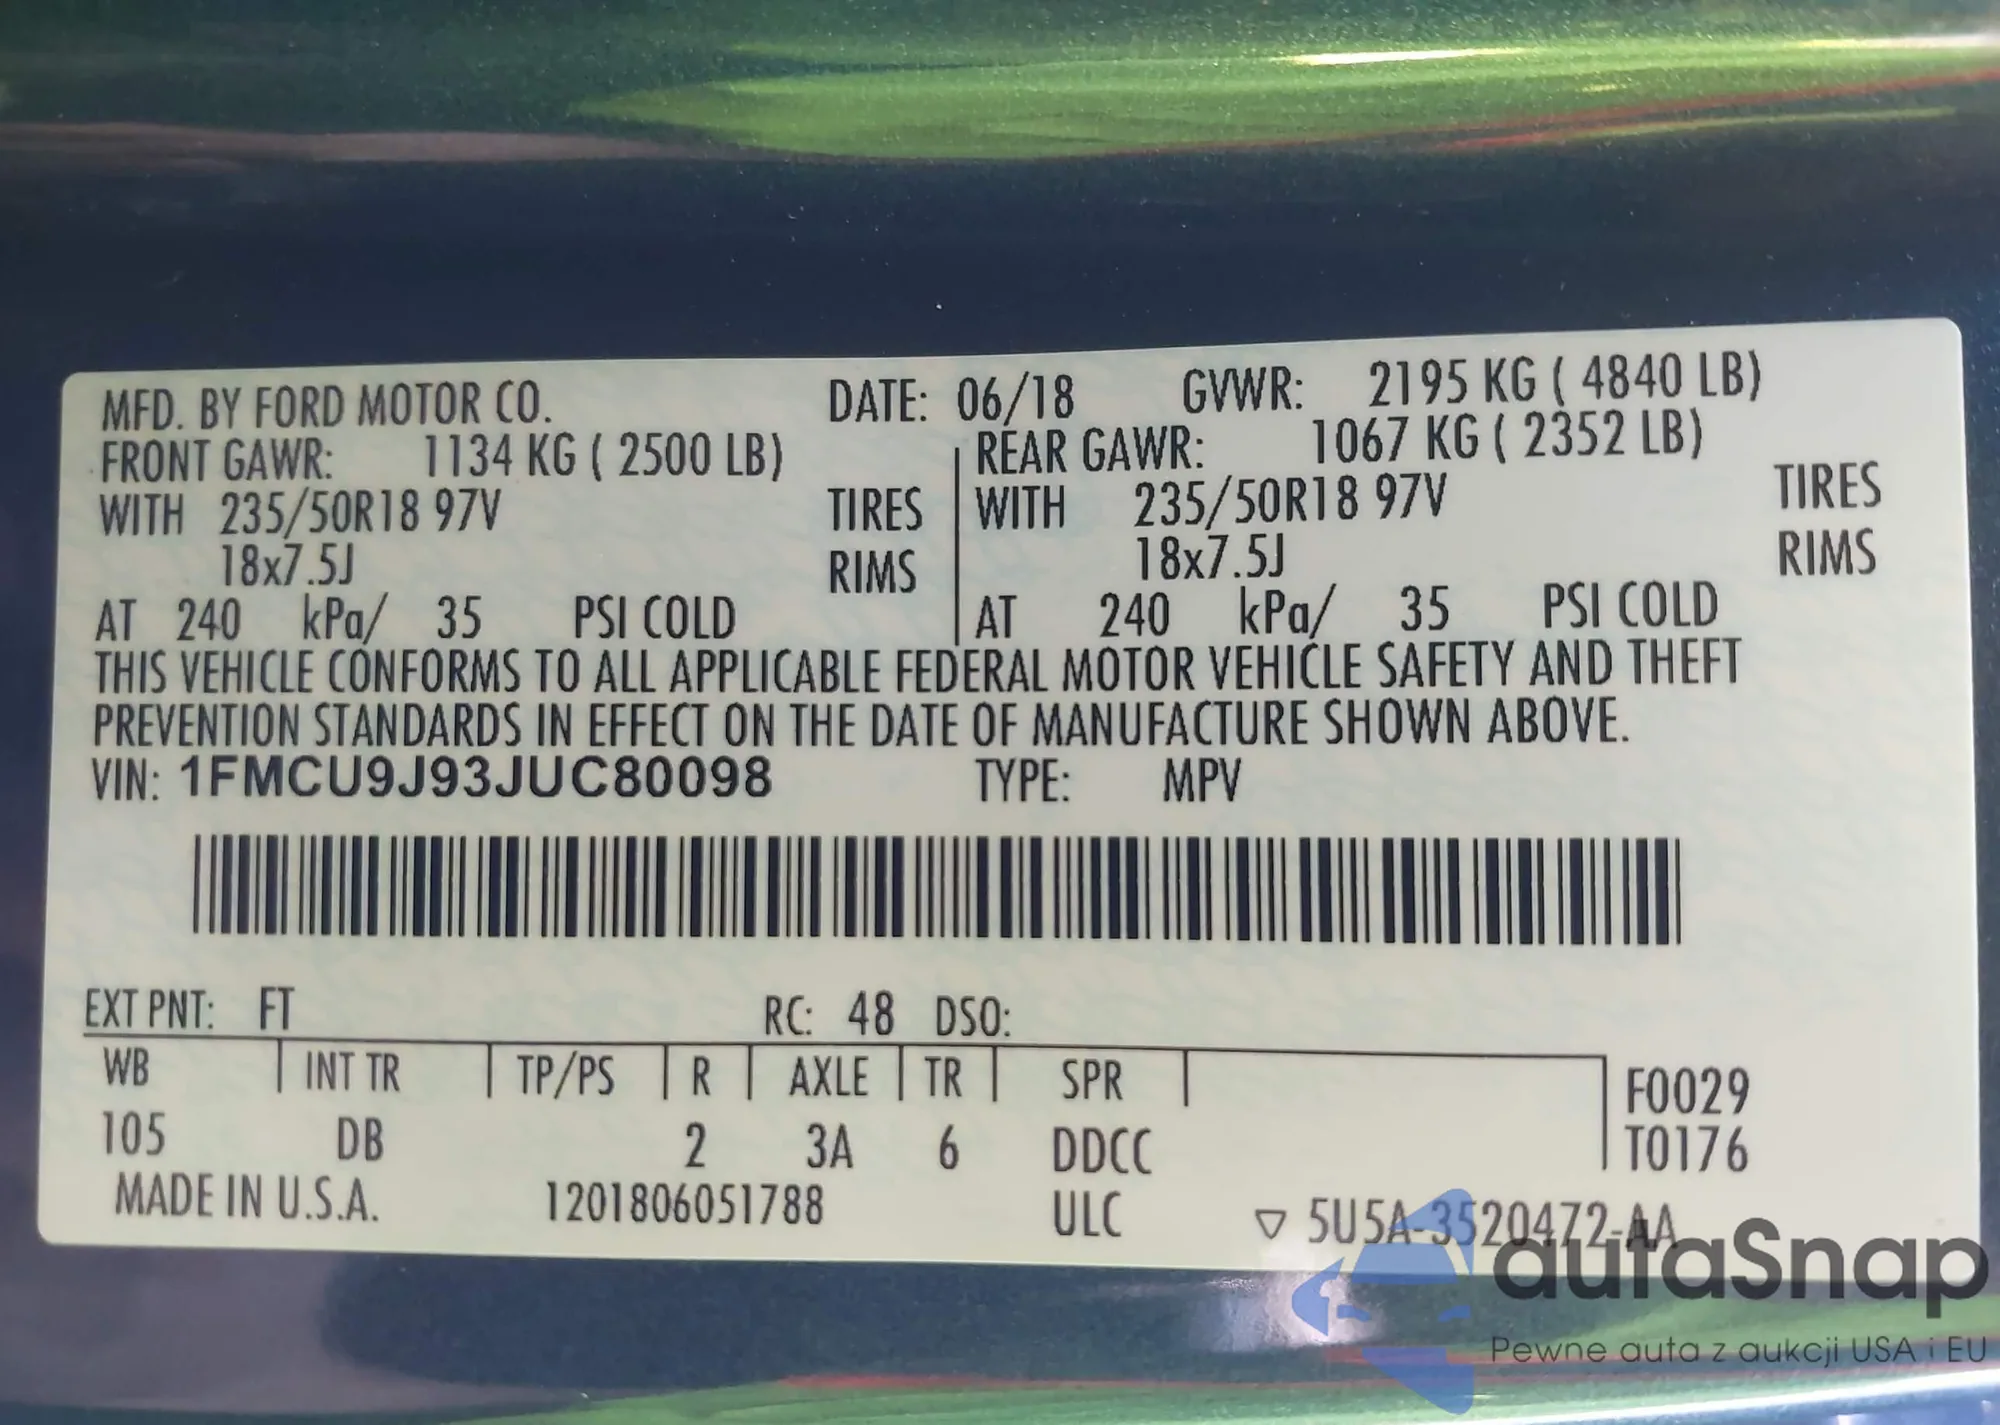 MFD. BY FORD MOTOR CO. DATE: 06/18 GVWR: 2195 KG ( 4840 LB)
FRONT GAWR: 1134 KG ( 2500 LB) REAR GAWR: 1067 KG ( 2352 LB)
WITH 235/50R18 97V TIRES WITH 235/50R18 97V TIRES
18x7.5J RIMS 18x7.5J RIMS
AT 240 kPa/ 35 PSI COLD AT 240 kPa/ 35 PSI COLD
THIS VEHICLE CONFORMS TO ALL APPLICABLE FEDERAL MOTOR VEHICLE SAFETY AND THEFT
PREVENTION STANDARDS IN EFFECT ON THE DATE OF MANUFACTURE SHOWN ABOVE.
VIN: 1FMCU9J93JUC80098 TYPE: MPV
EXT PNT: FT RC: 48 DSO:
WB INT TR TP/PS R AXLE TR SPR F0029
105 DB 2 3A 6 DDCC T0176
MADE IN U.S.A. 1201806051788 ULC ▽ 5U5A-3520472-AA
autaSnap
Pewne auta z aukcji USA i EU